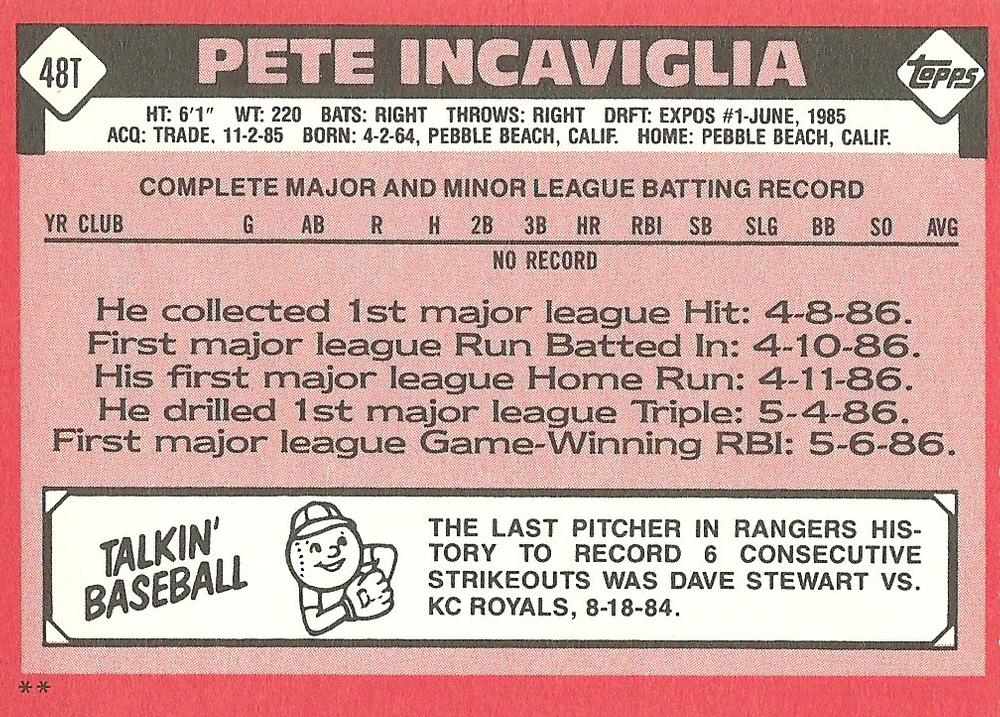 48T
PETE INCAVIGLIA
topps
HT: 6'1" WT: 220 BATS: RIGHT THROWS: RIGHT DRFT: EXPOS #1-JUNE, 1985
ACQ: TRADE, 11-2-85 BORN: 4-2-64, PEBBLE BEACH, CALIF. HOME: PEBBLE BEACH, CALIF.
COMPLETE MAJOR AND MINOR LEAGUE BATTING RECORD
YR CLUB G AB R H 2B 3B HR RBI SB SLG BB SO AVG
NO RECORD
He collected 1st major league Hit: 4-8-86.
First major league Run Batted In: 4-10-86.
His first major league Home Run: 4-11-86.
He drilled 1st major league Triple: 5-4-86.
First major league Game-Winning RBI: 5-6-86.
TALKIN'
BASEBALL
THE LAST PITCHER IN RANGERS HIS-
TORY TO RECORD 6 CONSECUTIVE
STRIKEOUTS WAS DAVE STEWART VS.
KC ROYALS, 8-18-84.
**